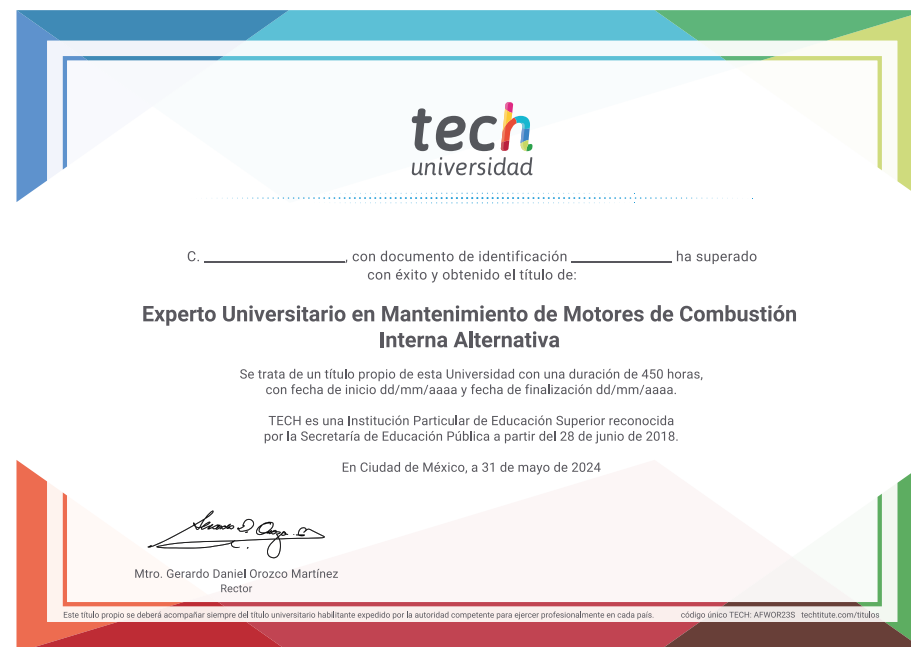 tech
universidad
C. ____________, con documento de identificación ____________ ha superado
con éxito y obtenido el título de:
Experto Universitario en Mantenimiento de Motores de Combustión
Interna Alternativa
Se trata de un título propio de esta Universidad con una duración de 450 horas,
con fecha de inicio dd/mm/aaaa y fecha de finalización dd/mm/aaaa.
TECH es una Institución Particular de Educación Superior reconocida
por la Secretaría de Educación Pública a partir del 28 de junio de 2018.
En Ciudad de México, a 31 de mayo de 2024
Mtro. Gerardo Daniel Orozco Martínez
Rector
Este título propio se deberá acompañar siempre del título universitario habilitante expedido por la autoridad competente para ejercer profesionalmente en cada país. código único TECH: AFWOR23S techtitute.com/titulos